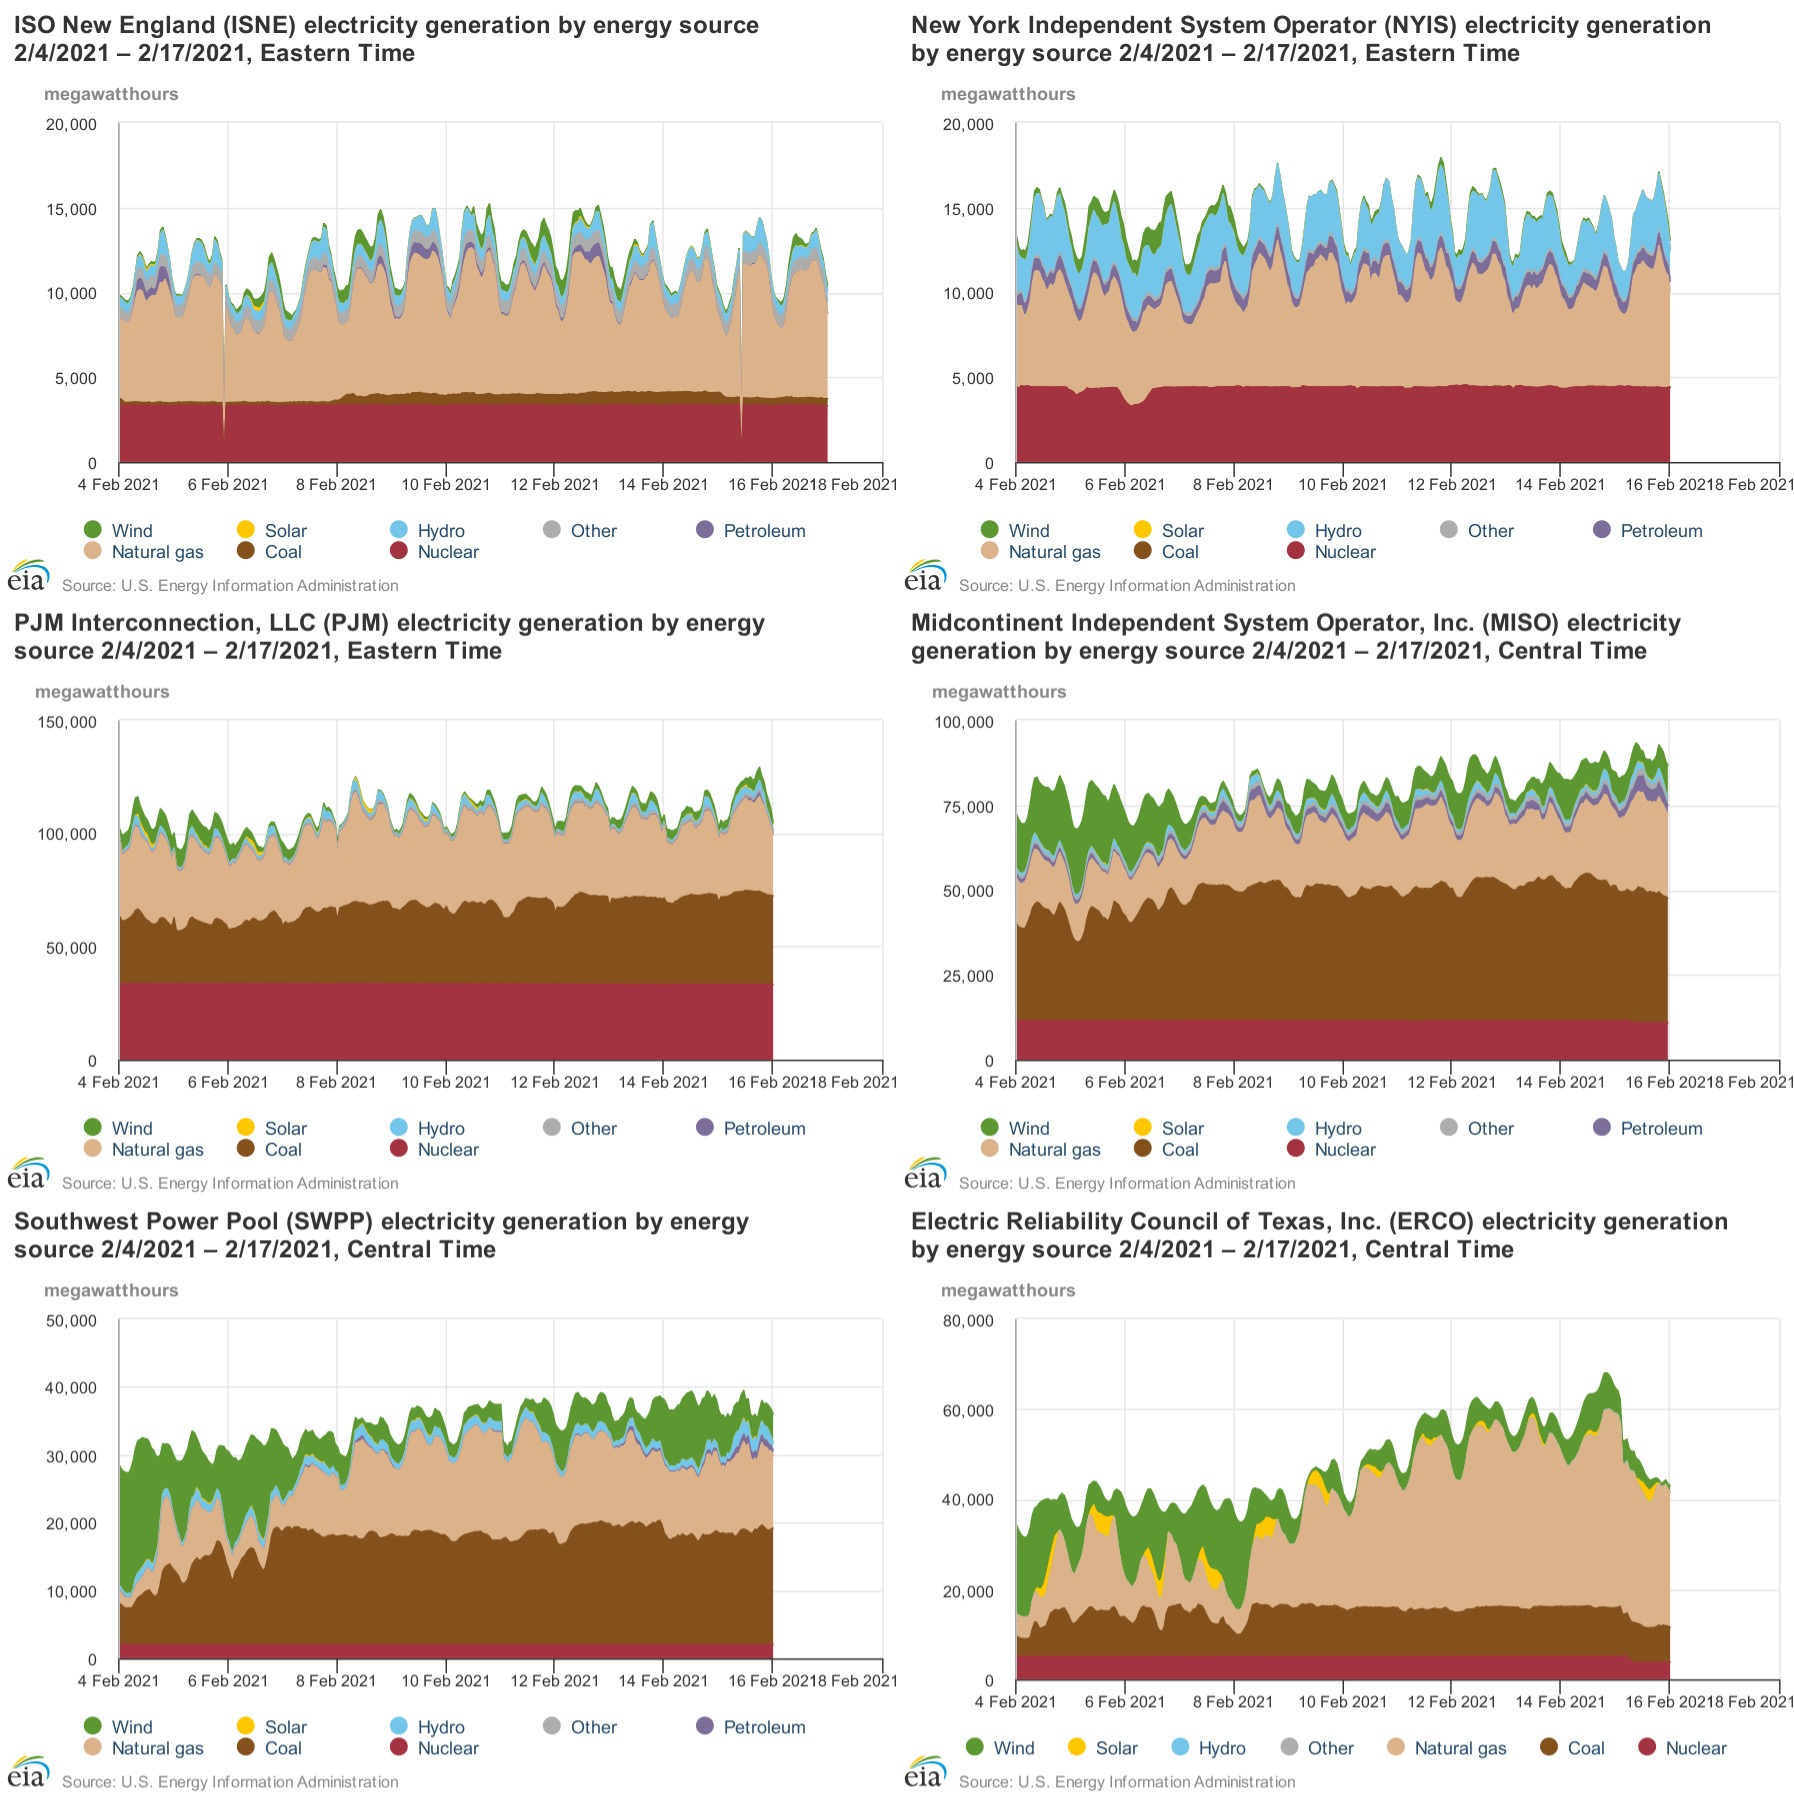 ISO New England (ISNE) electricity generation by energy source
2/4/2021 – 2/17/2021, Eastern Time
megawatthours
20,000
15,000
10,000
5,000
0
4 Feb 2021 6 Feb 2021 8 Feb 2021 10 Feb 2021 12 Feb 2021 14 Feb 2021 16 Feb 2021 8 Feb 2021
Wind Solar Hydro Other Petroleum
Natural gas Coal Nuclear
eia Source: U.S. Energy Information Administration
New York Independent System Operator (NYIS) electricity generation
by energy source 2/4/2021 – 2/17/2021, Eastern Time
megawatthours
20,000
15,000
10,000
5,000
0
4 Feb 2021 6 Feb 2021 8 Feb 2021 10 Feb 2021 12 Feb 2021 14 Feb 2021 16 Feb 2021 8 Feb 2021
Wind Solar Hydro Other Petroleum
Natural gas Coal Nuclear
eia Source: U.S. Energy Information Administration
PJM Interconnection, LLC (PJM) electricity generation by energy
source 2/4/2021 – 2/17/2021, Eastern Time
megawatthours
150,000
100,000
50,000
0
4 Feb 2021 6 Feb 2021 8 Feb 2021 10 Feb 2021 12 Feb 2021 14 Feb 2021 16 Feb 2021 8 Feb 2021
Wind Solar Hydro Other Petroleum
Natural gas Coal Nuclear
eia Source: U.S. Energy Information Administration
Midcontinent Independent System Operator, Inc. (MISO) electricity
generation by energy source 2/4/2021 – 2/17/2021, Central Time
megawatthours
100,000
75,000
50,000
25,000
0
4 Feb 2021 6 Feb 2021 8 Feb 2021 10 Feb 2021 12 Feb 2021 14 Feb 2021 16 Feb 2021 8 Feb 2021
Wind Solar Hydro Other Petroleum
Natural gas Coal Nuclear
eia Source: U.S. Energy Information Administration
Southwest Power Pool (SWPP) electricity generation by energy
source 2/4/2021 – 2/17/2021, Central Time
megawatthours
50,000
40,000
30,000
20,000
10,000
0
4 Feb 2021 6 Feb 2021 8 Feb 2021 10 Feb 2021 12 Feb 2021 14 Feb 2021 16 Feb 2021 8 Feb 2021
Wind Solar Hydro Other Petroleum
Natural gas Coal Nuclear
eia Source: U.S. Energy Information Administration
Electric Reliability Council of Texas, Inc. (ERCO) electricity generation
by energy source 2/4/2021 – 2/17/2021, Central Time
megawatthours
80,000
60,000
40,000
20,000
0
4 Feb 2021 6 Feb 2021 8 Feb 2021 10 Feb 2021 12 Feb 2021 14 Feb 2021 16 Feb 2021 8 Feb 2021
Wind Solar Hydro Other Natural gas Coal Nuclear
eia Source: U.S. Energy Information Administration